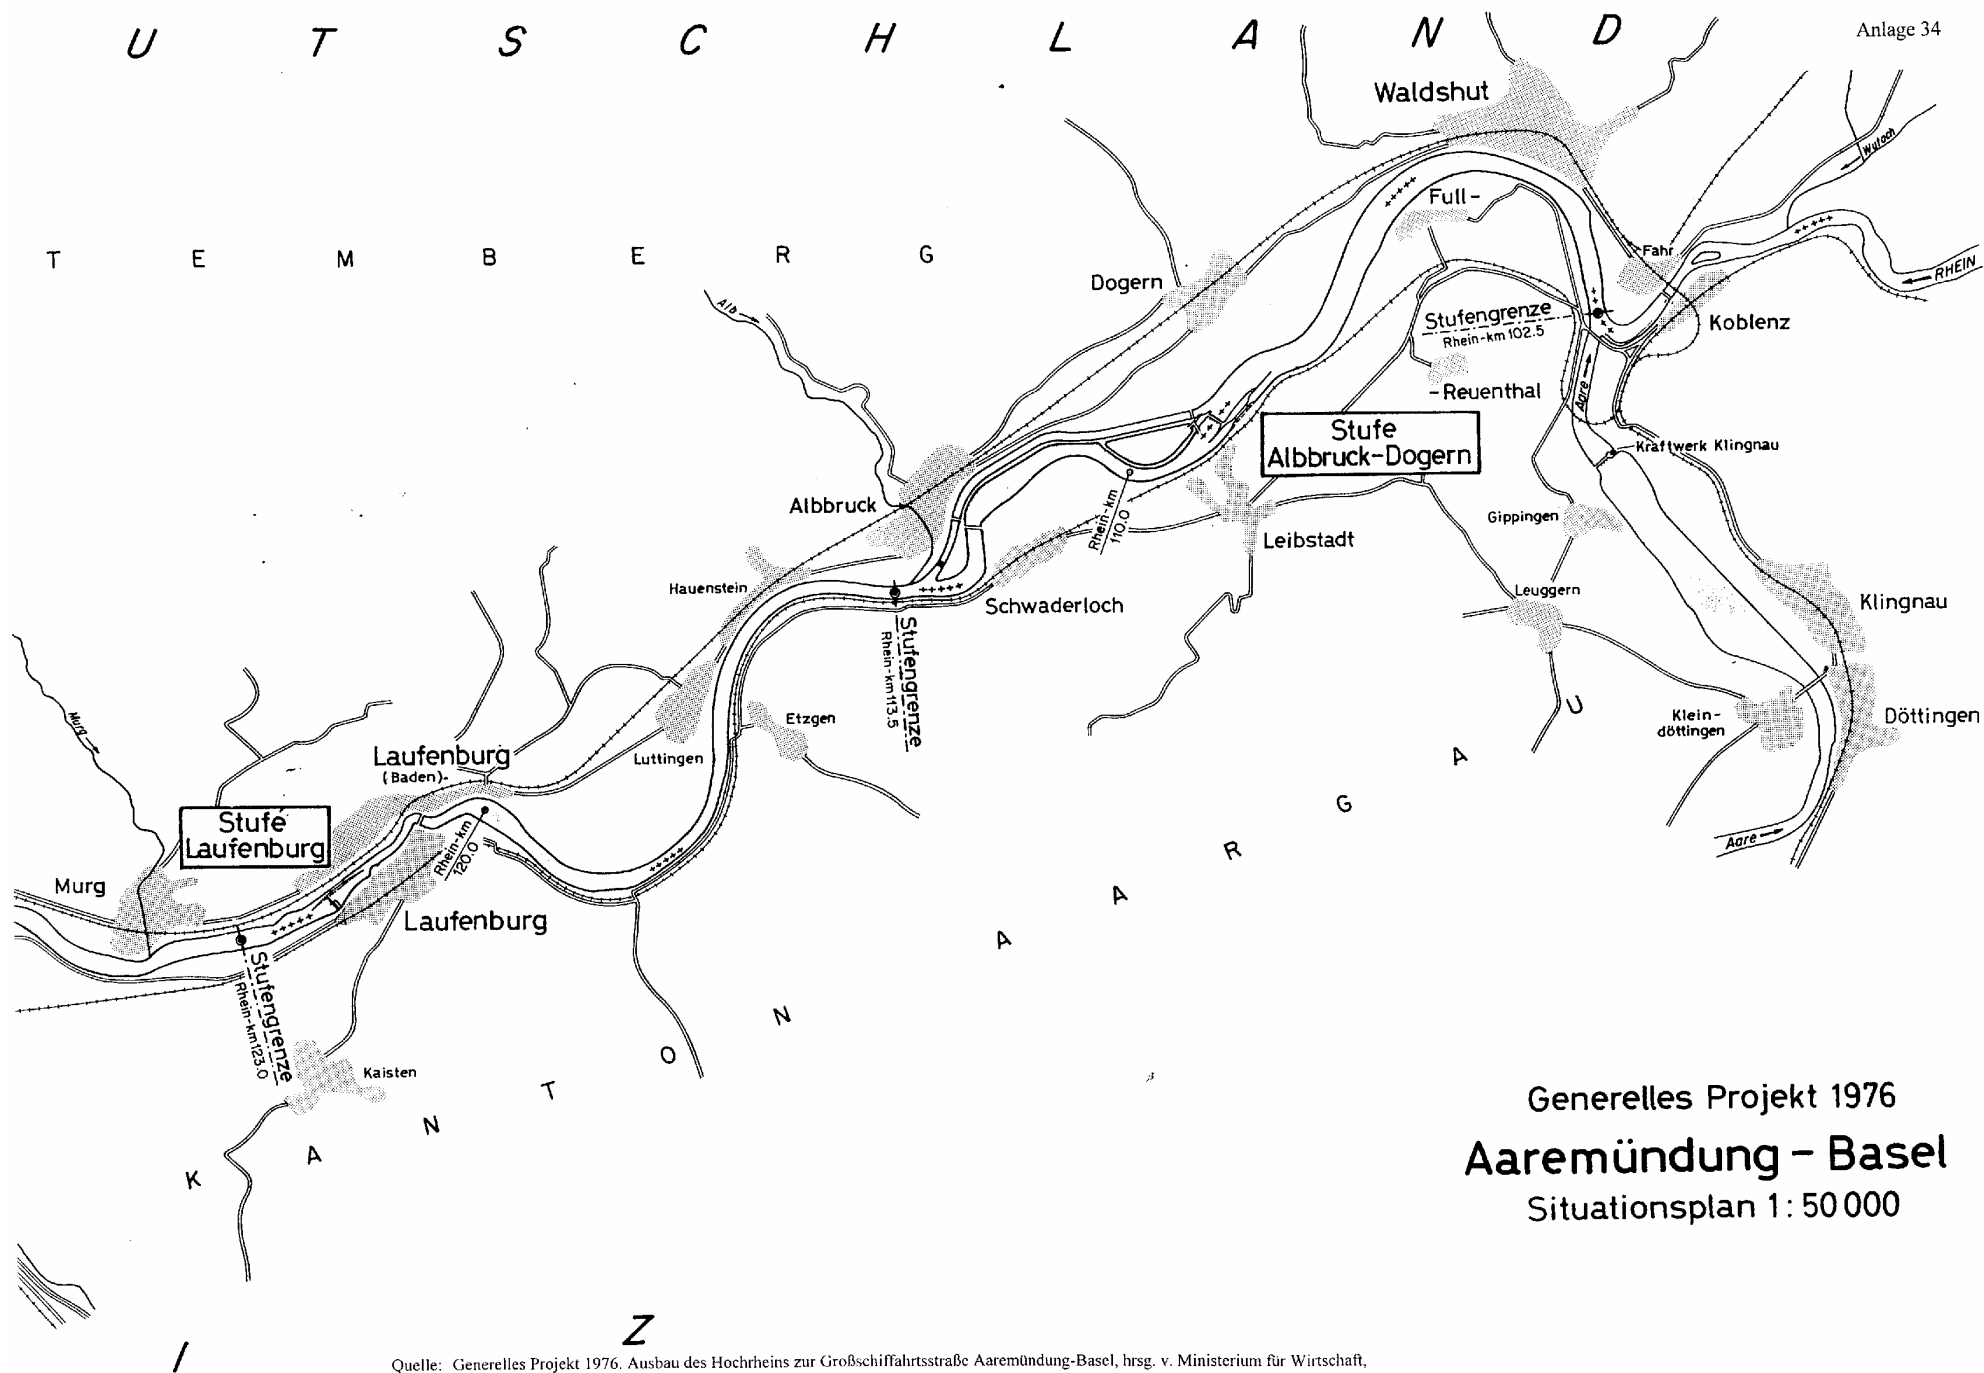 Anlage 34
U T S C H L A N D
Waldshut
Wutach
Full-
Fahr
RHEIN
T E M B E R G
Dogern
Alb
Stufengrenze
Rhein-km 102.5
Koblenz
-Reuenthal
Aare
Stufe
Albbruck-Dogern
Kraftwerk Klingnau
Albbruck
Rhein-km
110.0
Gippingen
Leibstadt
Hauenstein
Schwaderloch
Leuggern
Klingnau
Stufengrenze
Rhein-km 113.5
Murg
Etzgen
Klein-
döttingen
Döttingen
Laufenburg
(Baden)
Luttingen
Stufe
Laufenburg
Rhein-km
120.0
Aare
Murg
Laufenburg
Stufengrenze
Rhein-km 123.0
Kaisten
K A N T O N A A R G A U
Generelles Projekt 1976
Aaremündung - Basel
Situationsplan 1:50 000
I Z
Quelle: Generelles Projekt 1976. Ausbau des Hochrheins zur Großschiffahrtsstraße Aaremündung-Basel, hrsg. v. Ministerium für Wirtschaft,